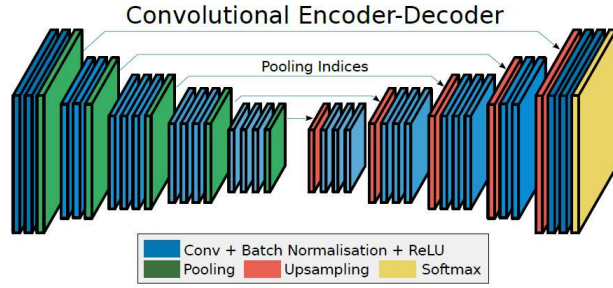 Convolutional Encoder-Decoder
Pooling Indices
Conv + Batch Normalisation + ReLU
Pooling Upsampling Softmax